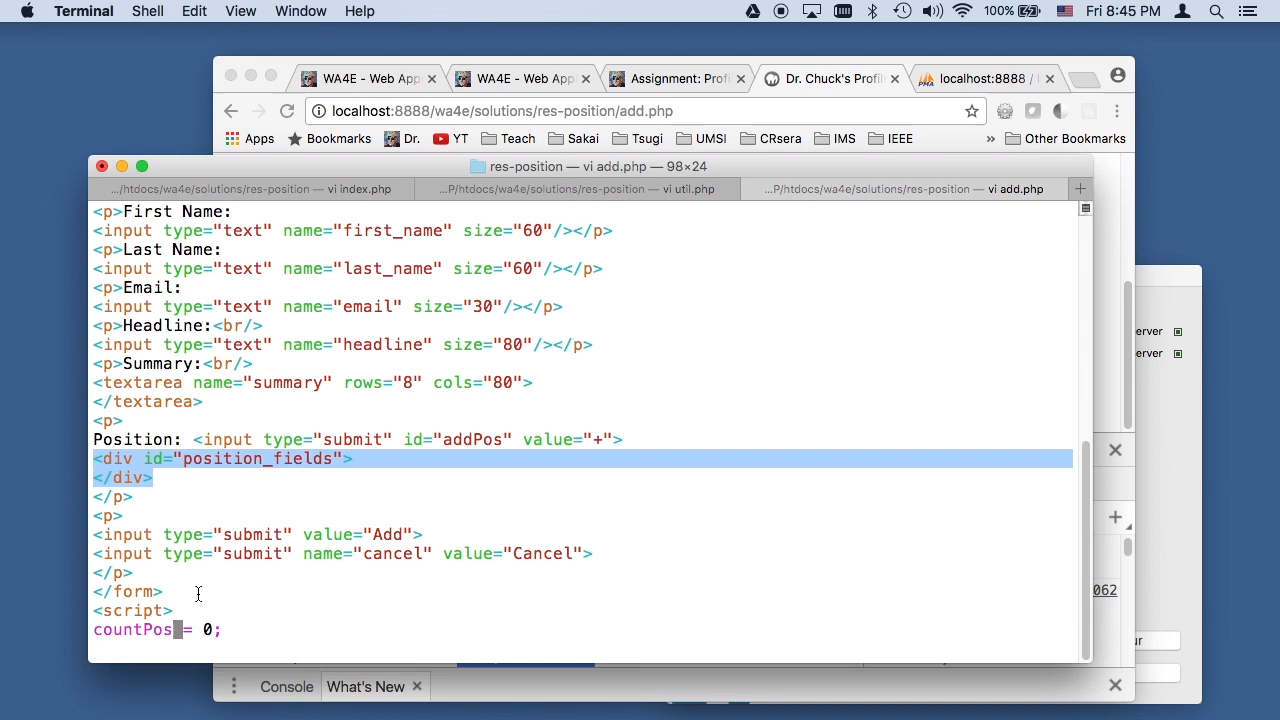 Terminal Shell Edit View Window Help 100% Fri 8:45 PM
WA4E - Web App WA4E - Web App Assignment: Profi Dr. Chuck's Profil localhost:8888 /
localhost:8888/wa4e/solutions/res-position/add.php
Apps Bookmarks Dr. YT Teach Sakai Tsugi UMSI CRsera IMS IEEE » Other Bookmarks
res-position — vi add.php — 98×24
.../htdocs/wa4e/solutions/res-position — vi index.php ...P/htdocs/wa4e/solutions/res-position — vi util.php ...P/htdocs/wa4e/solutions/res-position — vi add.php
<p>First Name:
<input type="text" name="first_name" size="60"/></p>
<p>Last Name:
<input type="text" name="last_name" size="60"/></p>
<p>Email:
<input type="text" name="email" size="30"/></p>
<p>Headline:<br/>
<input type="text" name="headline" size="80"/></p>
<p>Summary:<br/>
<textarea name="summary" rows="8" cols="80">
</textarea>
<p>
Position: <input type="submit" id="addPos" value="+">
<div id="position_fields">
</div>
</p>
<p>
<input type="submit" value="Add">
<input type="submit" name="cancel" value="Cancel">
</p>
</form>
<script>
countPos = 0;
erver
erver
062
ur
Console What's New